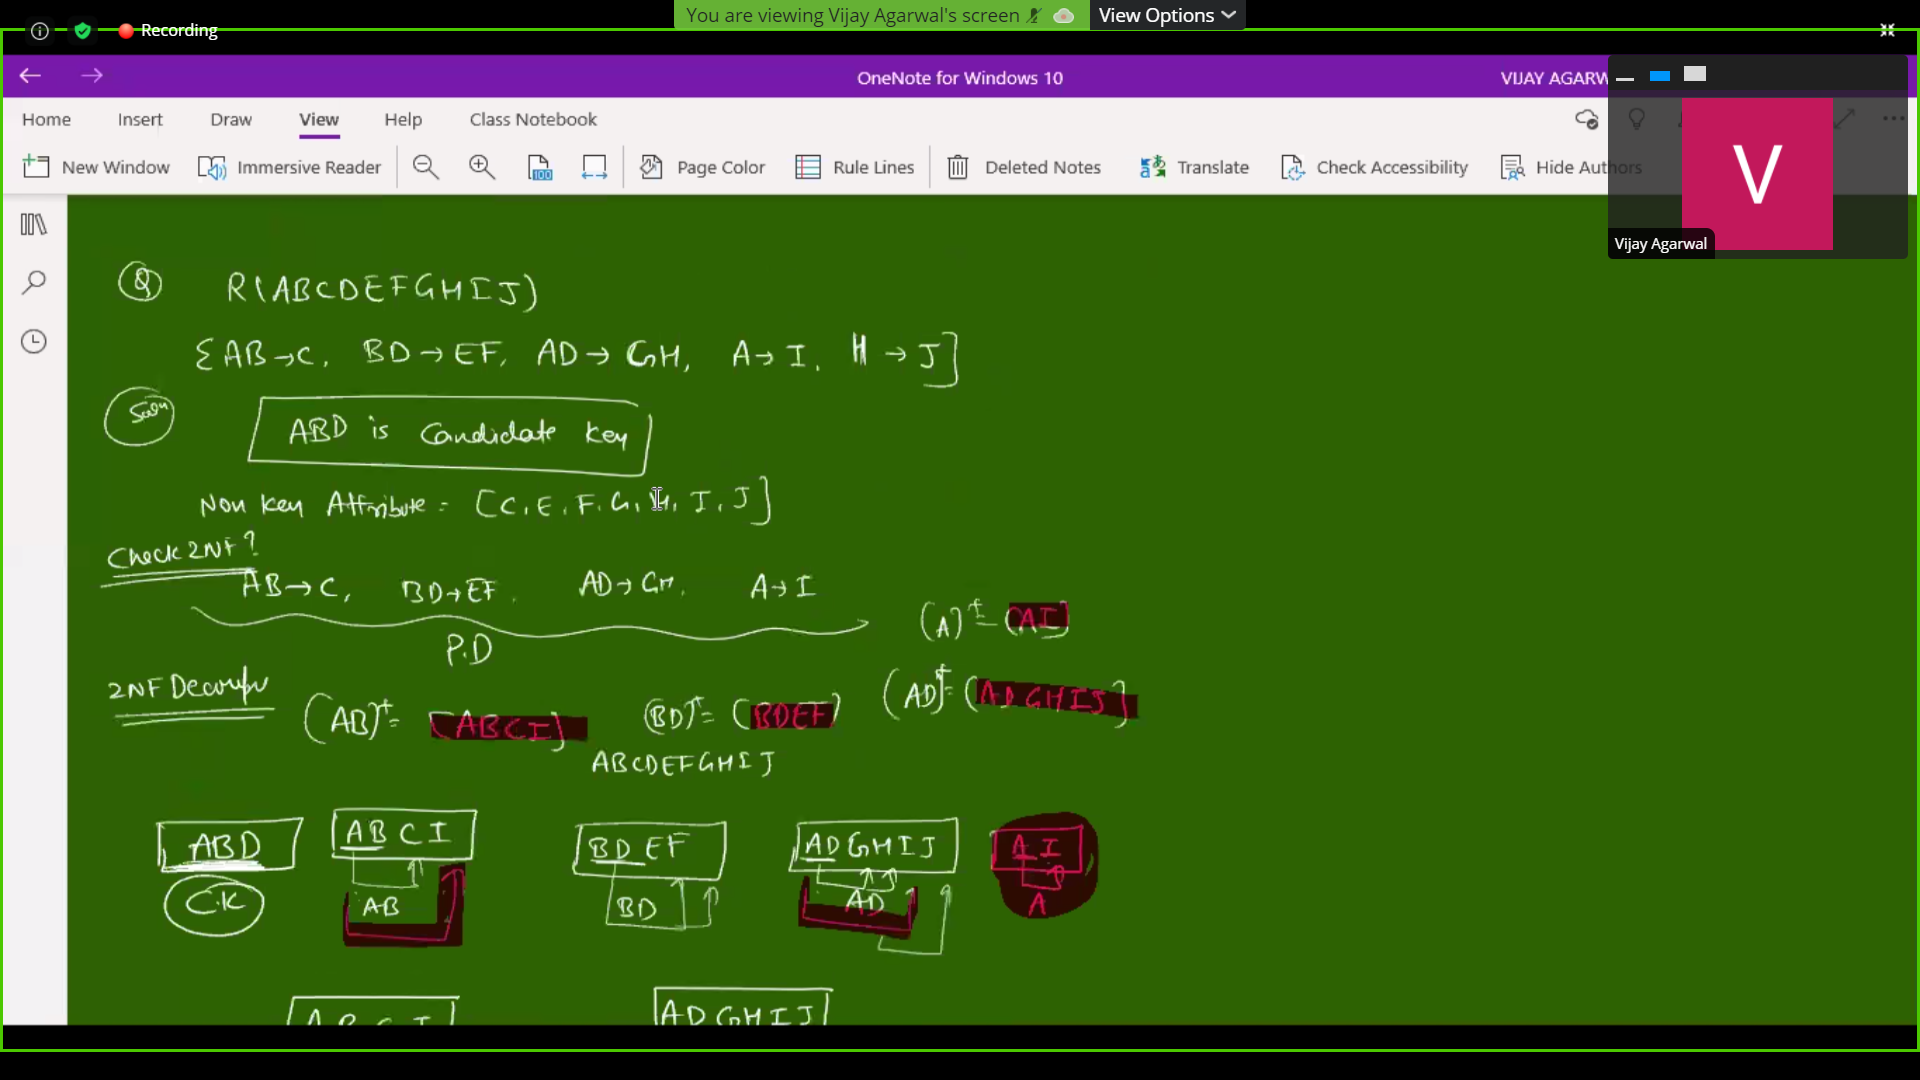 You are viewing Vijay Agarwal's screen View Options
Recording
OneNote for Windows 10
VIJAY AGARW
Home Insert Draw View Help Class Notebook
New Window Immersive Reader Page Color Rule Lines Deleted Notes Translate Check Accessibility Hide Authors
V
Vijay Agarwal
Q R(ABCDEFGHIJ)
{AB→C, BD→EF, AD→GH, A→I, H→J]
Soln ABD is Candidate key
Non key Attribute = [C, E, F, G, H, I, J]
Check 2NF?
AB→C, BD→EF, AD→GH, A→I
P.D
(A)+ = (AI)
2NF Decomp
(AB)+= (ABCI] (BD)+= (BDEF) (AD)+= (ADGHIJ]
ABCDEFGHIJ
ABD ABCI BDEF ADGHIJ AI
C.K AB BD AD A
ABCI ADGHIJ